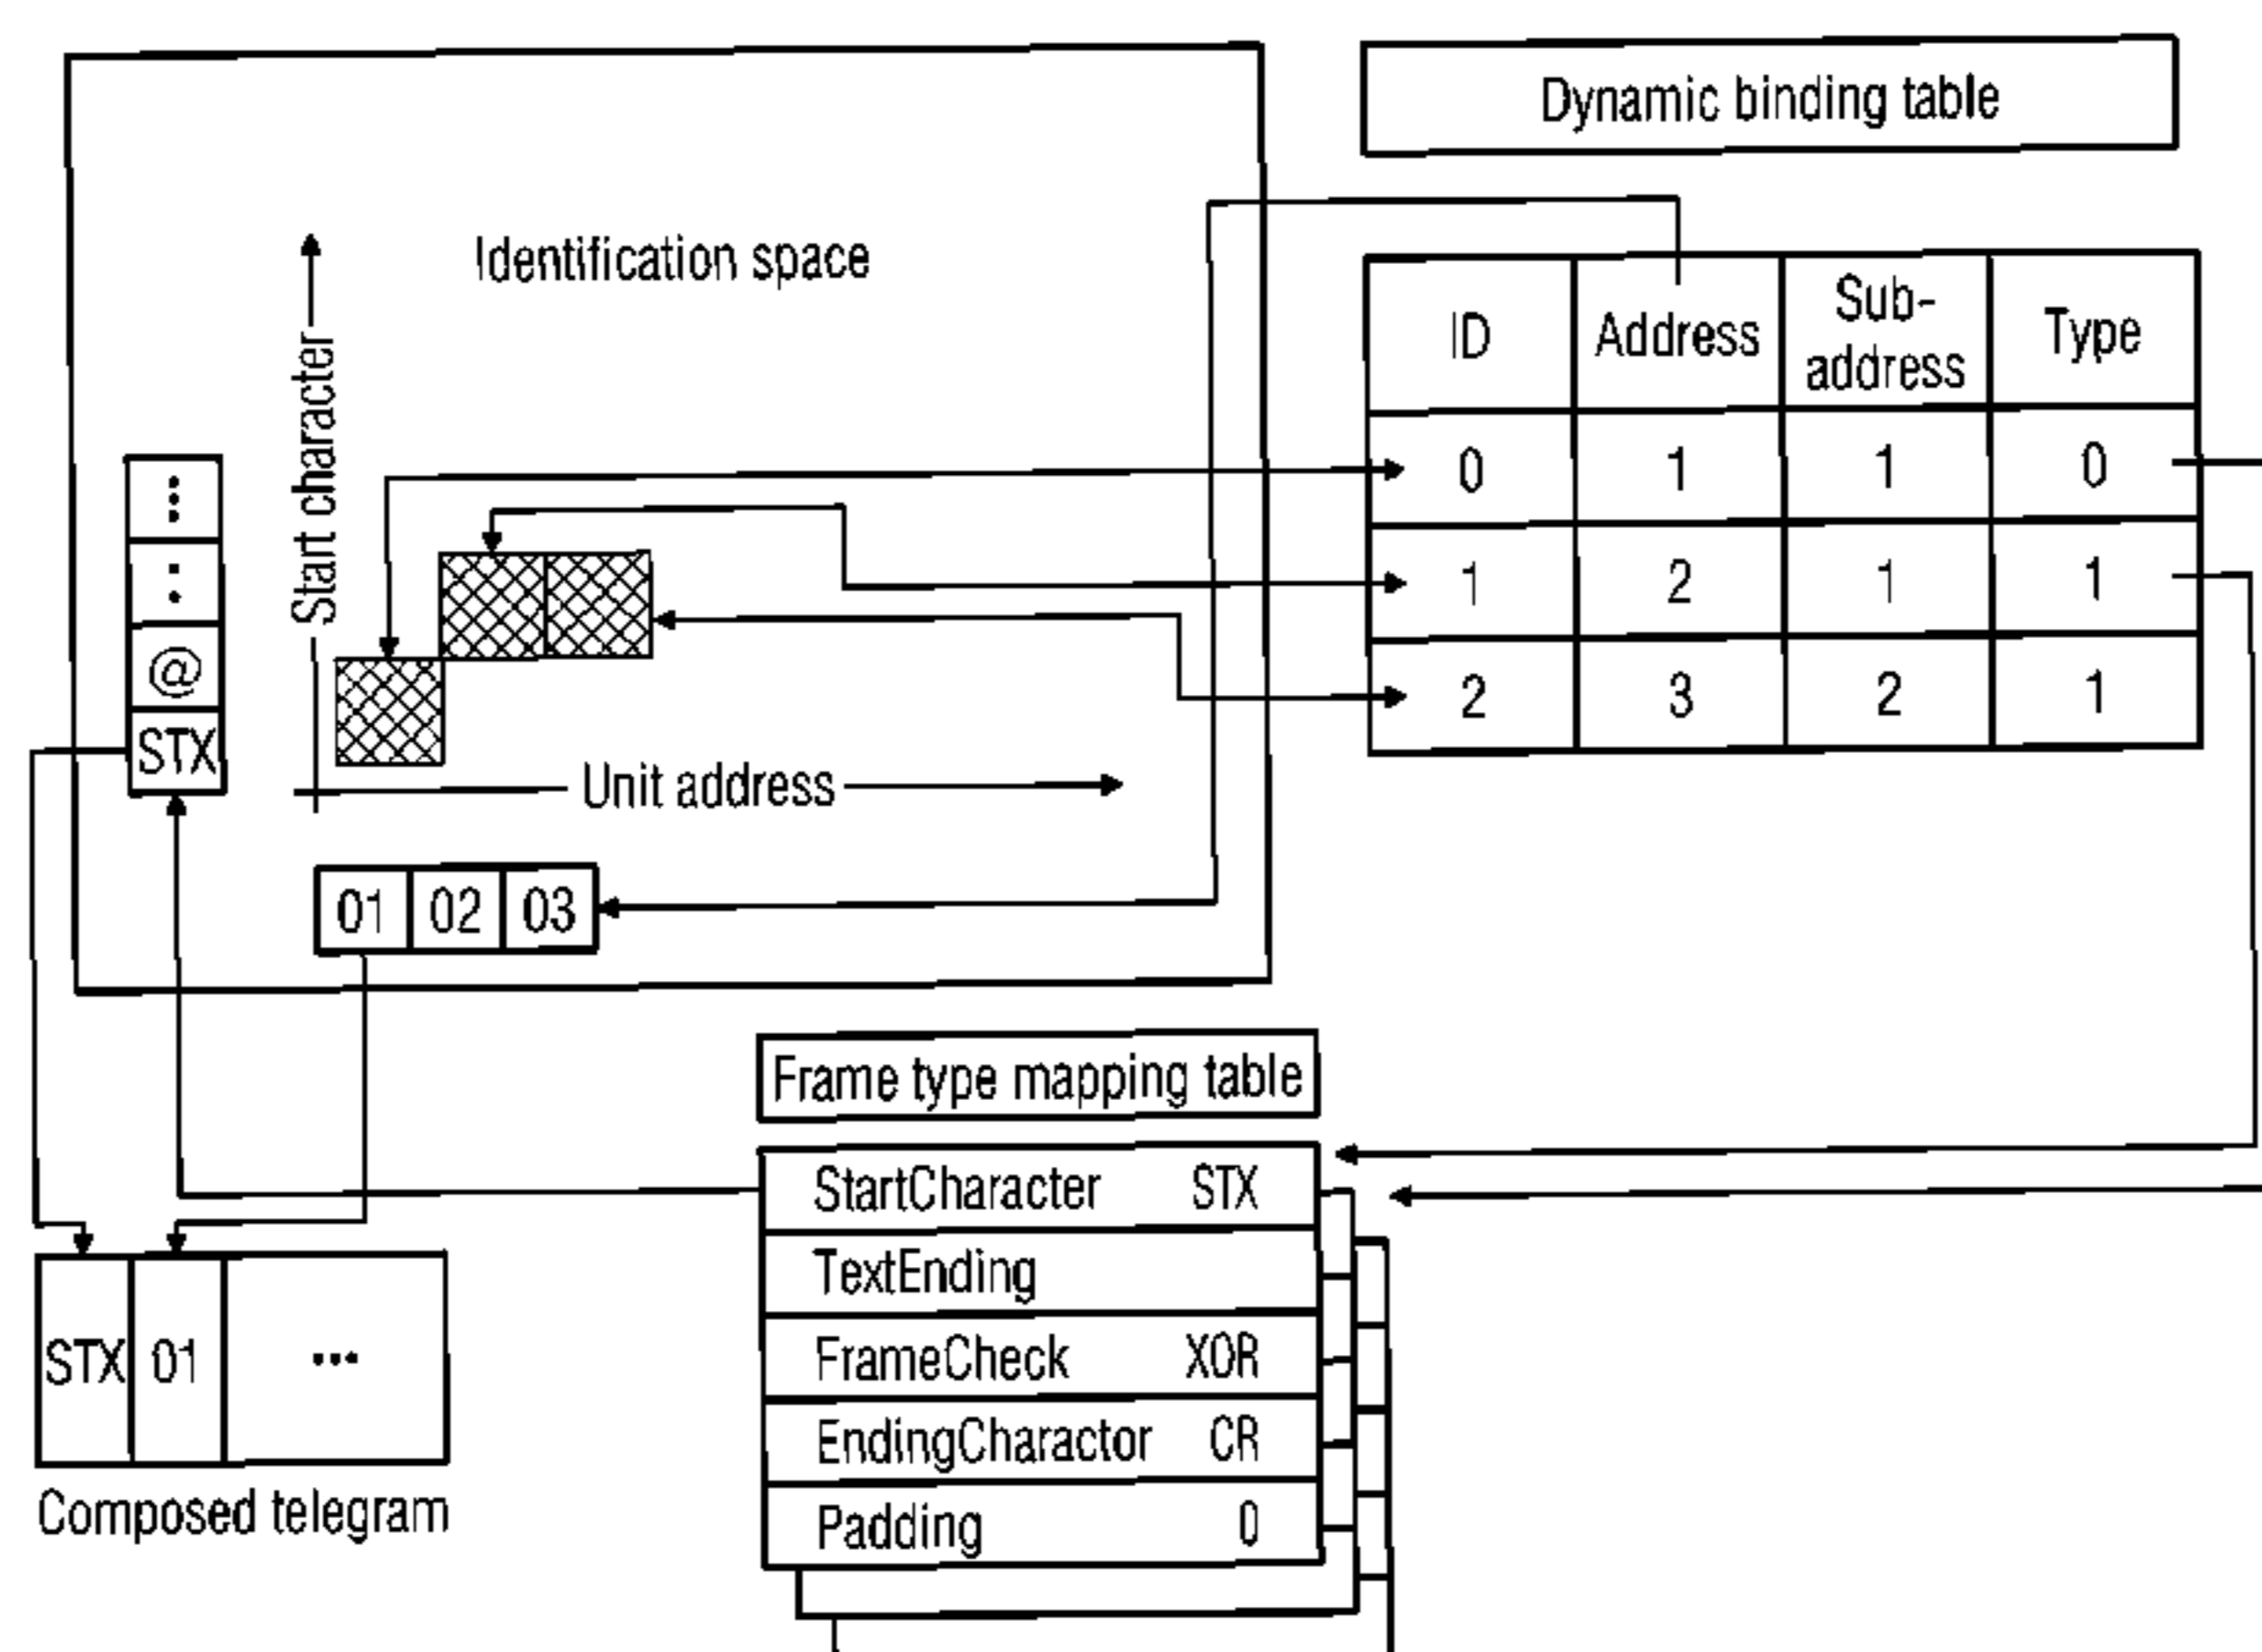 Dynamic binding table
Identification space
Start character
ID Address Sub-
address Type
0 1 1 0
1 2 1 1
2 3 2 1
⋮
:
@
STX
Unit address
01 02 03
Frame type mapping table
StartCharacter STX
TextEnding
FrameCheck XOR
EndingCharactor CR
Padding 0
STX 01 ...
Composed telegram